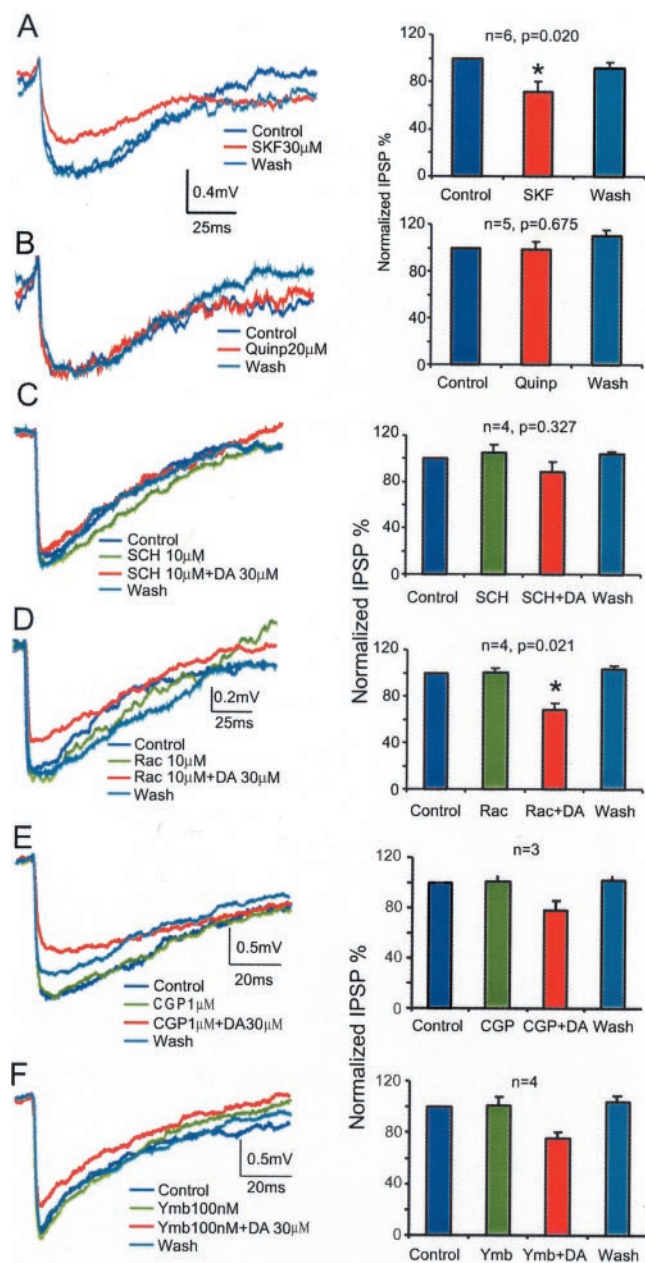 A
Control
SKF30μM
Wash
0.4mV
25ms
Normalized IPSP %
120
80
40
0
n=6, p=0.020
*
Control SKF Wash
B
Control
Quinp20μM
Wash
120
80
40
0
n=5, p=0.675
Control Quinp Wash
C
Control
SCH 10μM
SCH 10μM+DA 30μM
Wash
Normalized IPSP %
120
80
40
0
n=4, p=0.327
Control SCH SCH+DA Wash
D
0.2mV
25ms
Control
Rac 10μM
Rac 10μM+DA 30μM
Wash
120
80
40
0
n=4, p=0.021
*
Control Rac Rac+DA Wash
E
0.5mV
20ms
Control
CGP1μM
CGP1μM+DA30μM
Wash
Normalized IPSP %
120
80
40
0
n=3
Control CGP CGP+DA Wash
F
0.5mV
20ms
Control
Ymb100nM
Ymb100nM+DA 30μM
Wash
120
80
40
0
n=4
Control Ymb Ymb+DA Wash